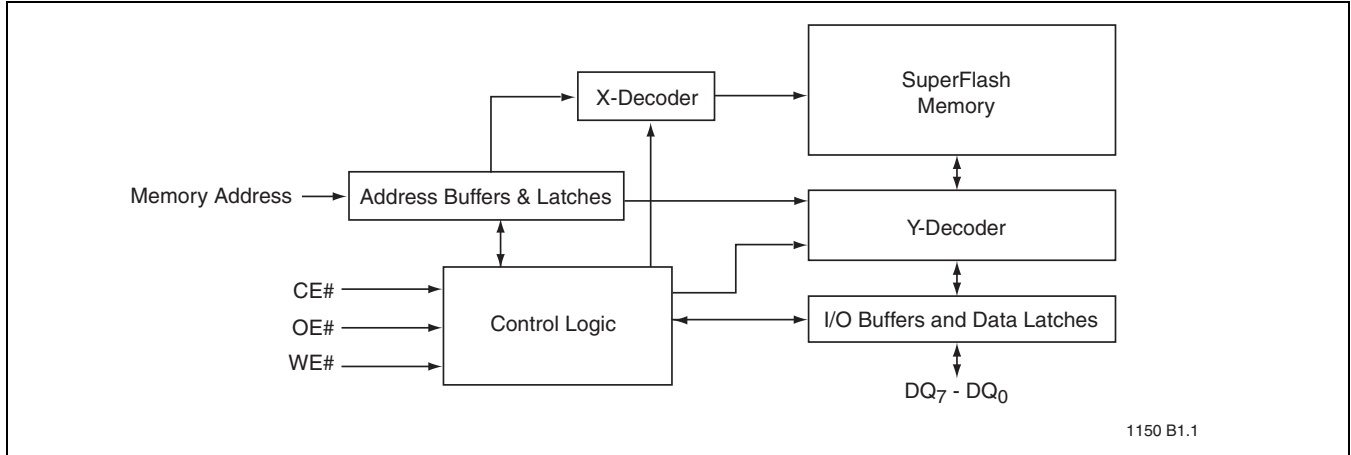 SuperFlash
Memory
X-Decoder
Memory Address
Address Buffers & Latches
Y-Decoder
CE#
Control Logic
I/O Buffers and Data Latches
OE#
WE#
DQ7 - DQ0
1150 B1.1